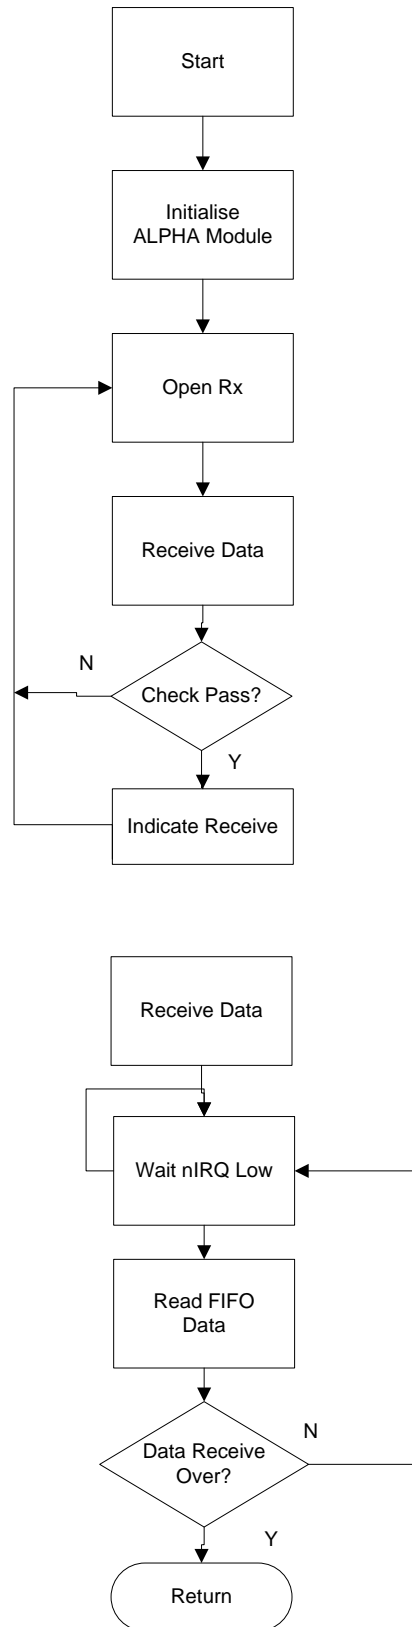 Start
Initialise
ALPHA Module
Open Rx
Receive Data
N
Check Pass?
Y
Indicate Receive
Receive Data
Wait nIRQ Low
Read FIFO
Data
N
Data Receive
Over?
Y
Return